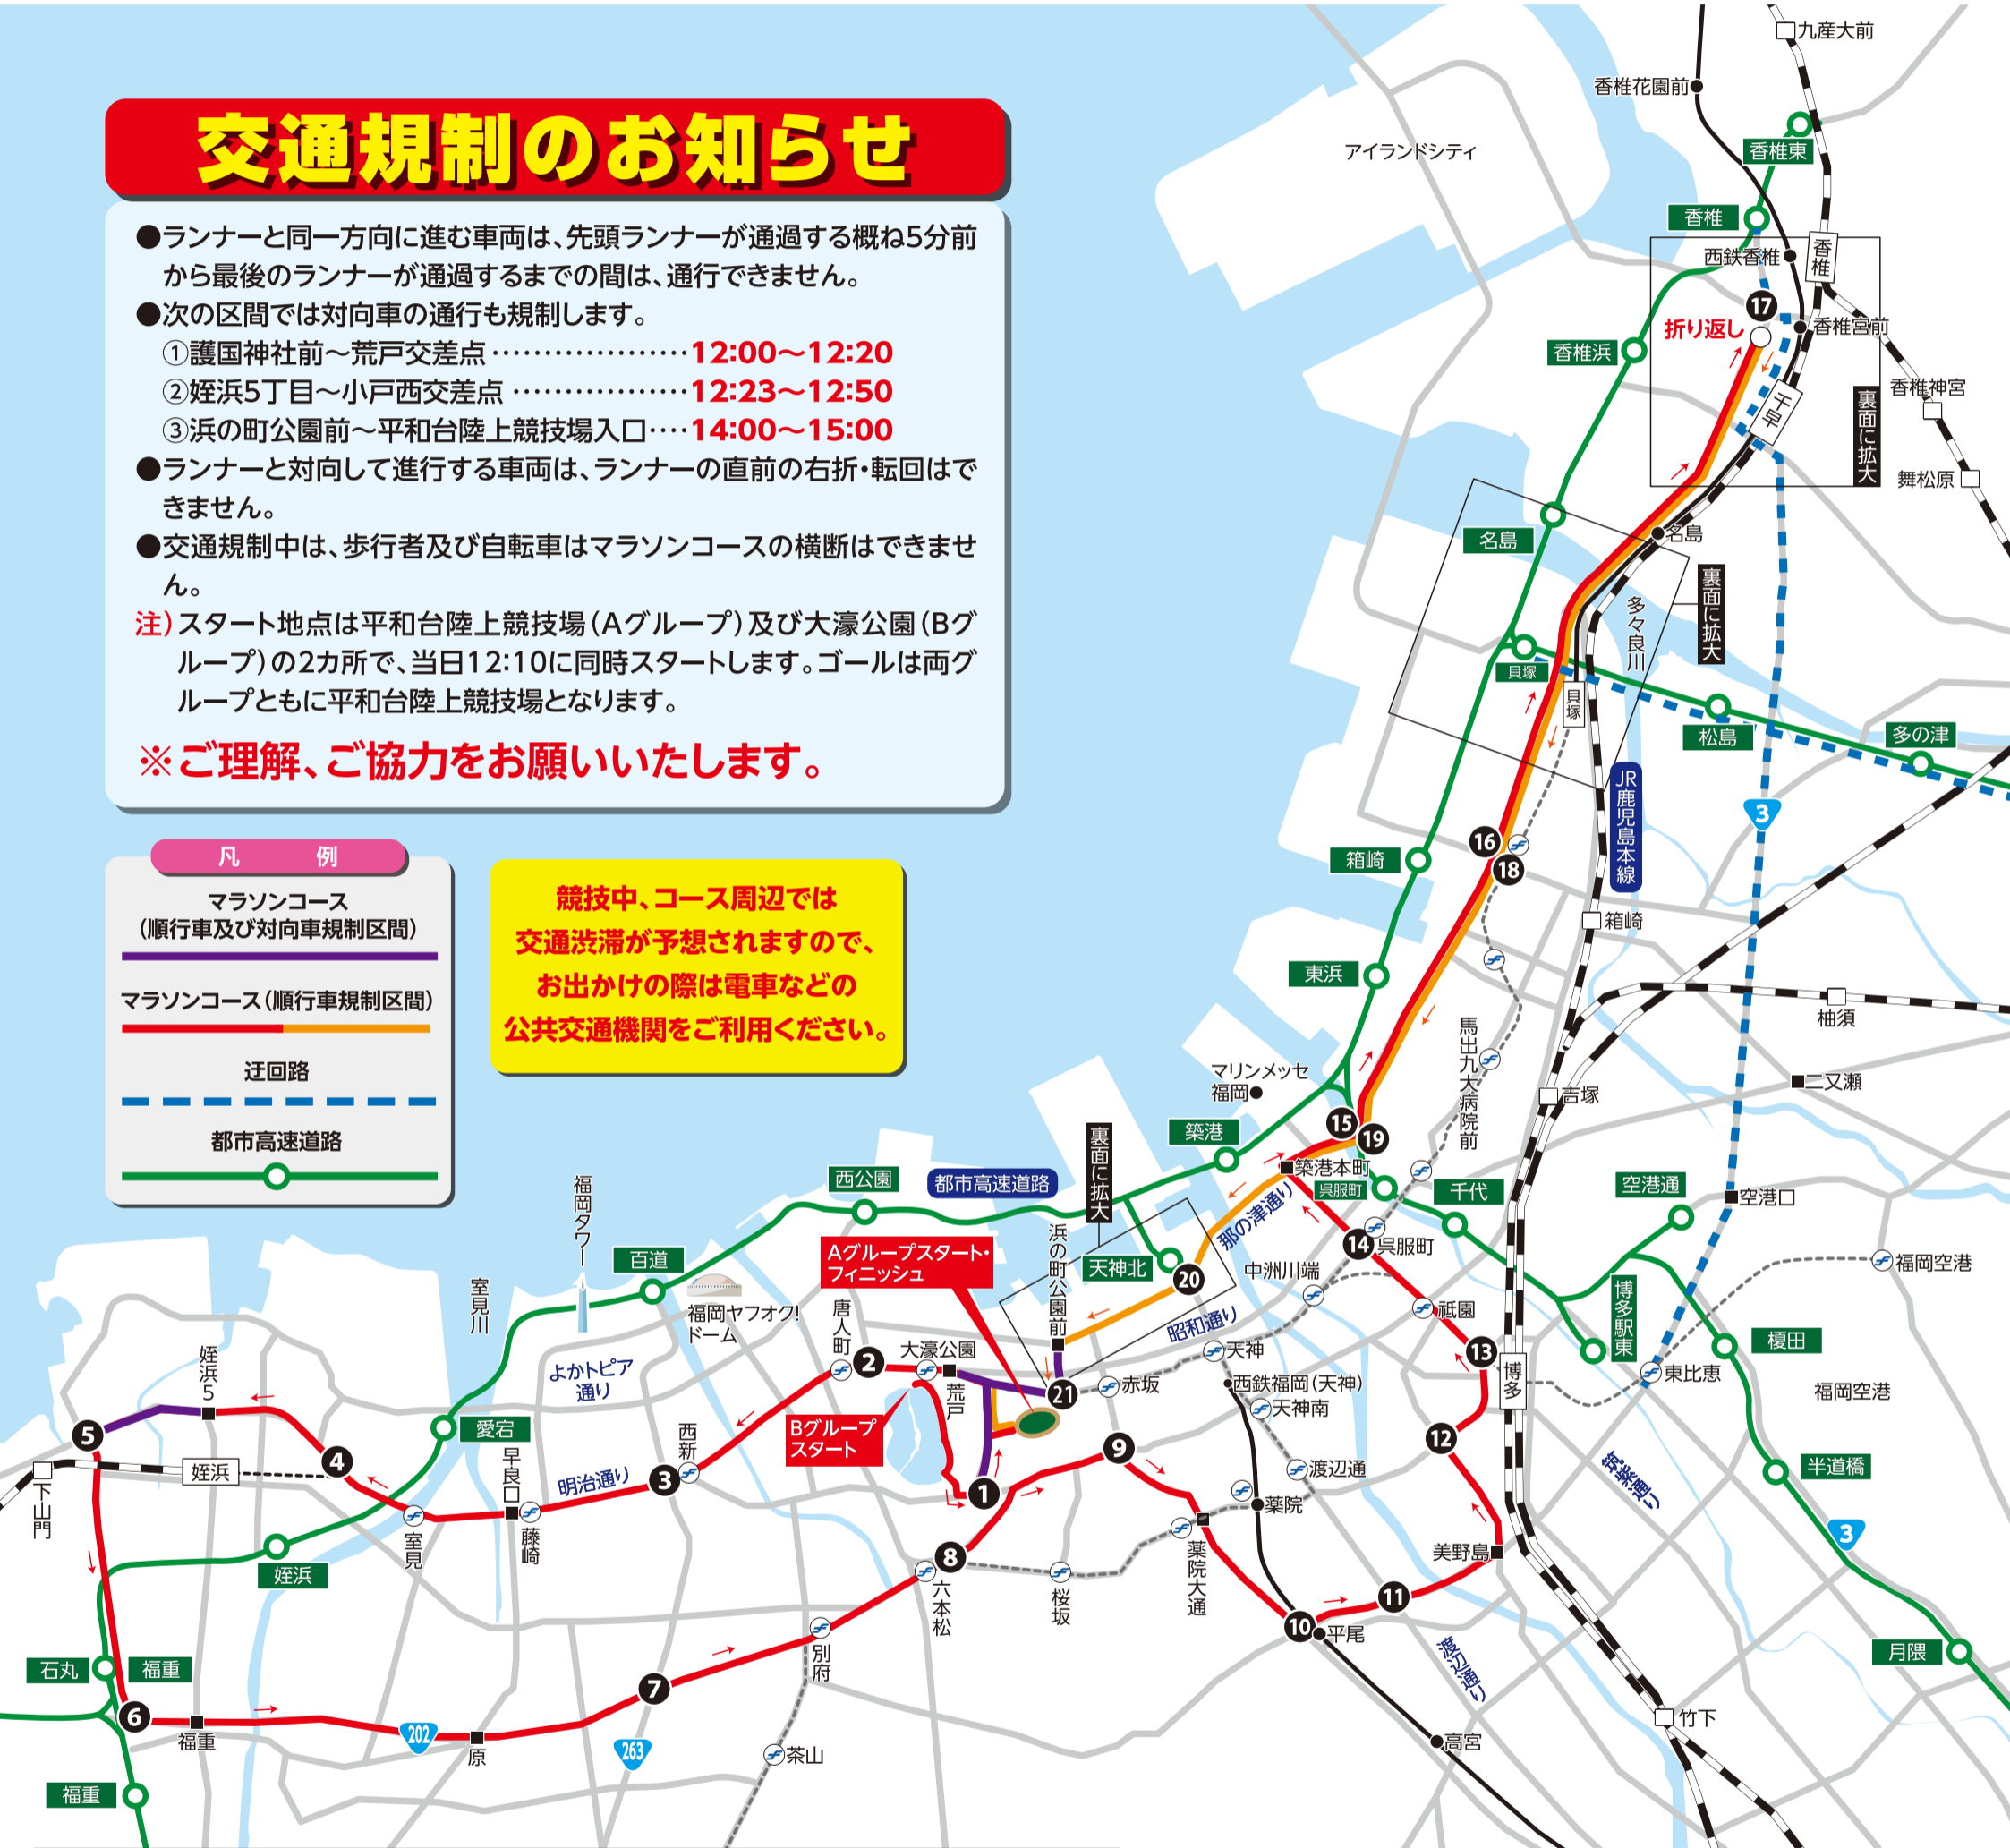 交通規制のお知らせ
●ランナーと同一方向に進む車両は、先頭ランナーが通過する概ね5分前
から最後のランナーが通過するまでの間は、通行できません。
●次の区間では対向車の通行も規制します。
①護国神社前～荒戸交差点…………………12:00～12:20
②姪浜5丁目～小戸西交差点………………12:23～12:50
③浜の町公園前～平和台陸上競技場入口‥‥14:00～15:00
●ランナーと対向して進行する車両は、ランナーの直前の右折・転回はで
きません。
●交通規制中は、歩行者及び自転車はマラソンコースの横断はできませ
ん。
注)スタート地点は平和台陸上競技場(Aグループ)及び大濠公園(Bグ
ループ)の2カ所で、当日12:10に同時スタートします。ゴールは両グ
ループともに平和台陸上競技場となります。
※ご理解、ご協力をお願いいたします。
凡 例
マラソンコース
(順行車及び対向車規制区間)
マラソンコース(順行車規制区間)
迂回路
都市高速道路
競技中、コース周辺では
交通渋滞が予想されますので、
お出かけの際は電車などの
公共交通機関をご利用ください。
九産大前
香椎花園前
香椎東
アイランドシティ
香椎
西鉄香椎
香椎
17
折り返し
香椎宮前
香椎浜
千早
香椎神宮
裏面に拡大
舞松原
名島
名島
裏面に拡大
多々良川
貝塚
貝塚
松島
多の津
JR鹿児島本線
3
16
18
箱崎
箱崎
東浜
柚須
馬出九大病院前
マリンメッセ
福岡
二又瀬
吉塚
15
19
築港
裏面に拡大
築港本町
呉服町
千代
空港通
空港口
西公園
都市高速道路
福岡タワー
浜の町公園前
那の津通り
14
呉服町
百道
Aグループスタート・
フィニッシュ
天神北
20
中洲川端
福岡空港
室見川
福岡ヤフオク!
ドーム
唐人町
昭和通り
祇園
博多駅東
榎田
姪浜5
よかトピア
通り
2
大濠公園
荒戸
天神
13
博多
東比恵
福岡空港
21
赤坂
西鉄福岡(天神)
天神南
5
愛宕
西新
Bグループ
スタート
9
12
4
姪浜
早良口
明治通り
3
1
渡辺通
筑紫通り
半道橋
下山門
室見
藤崎
薬院
3
姪浜
8
六本松
桜坂
薬院大通
美野島
11
10
平尾
石丸
福重
別府
渡辺通り
月隈
7
6
福重
202
原
263
茶山
高宮
竹下
福重